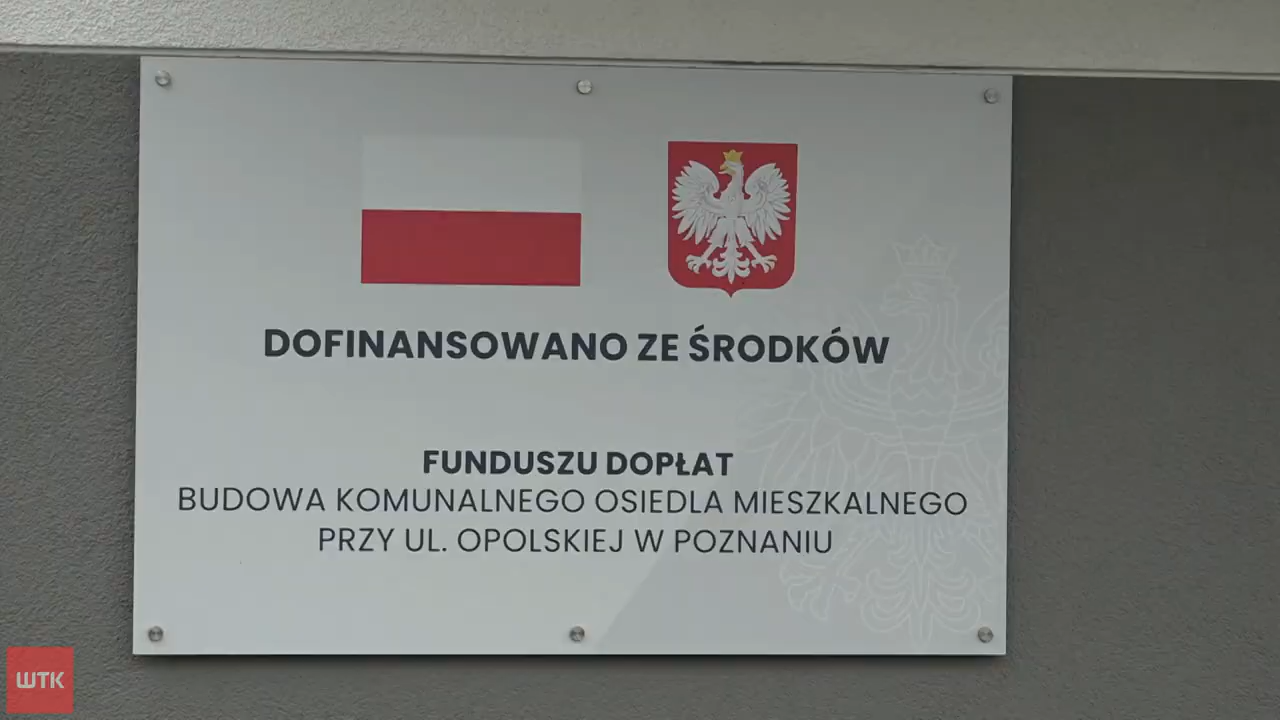 DOFINANSOWANO ZE ŚRODKÓW
FUNDUSZU DOPŁAT
BUDOWA KOMUNALNEGO OSIEDLA MIESZKALNEGO
PRZY UL. OPOLSKIEJ W POZNANIU
WTK